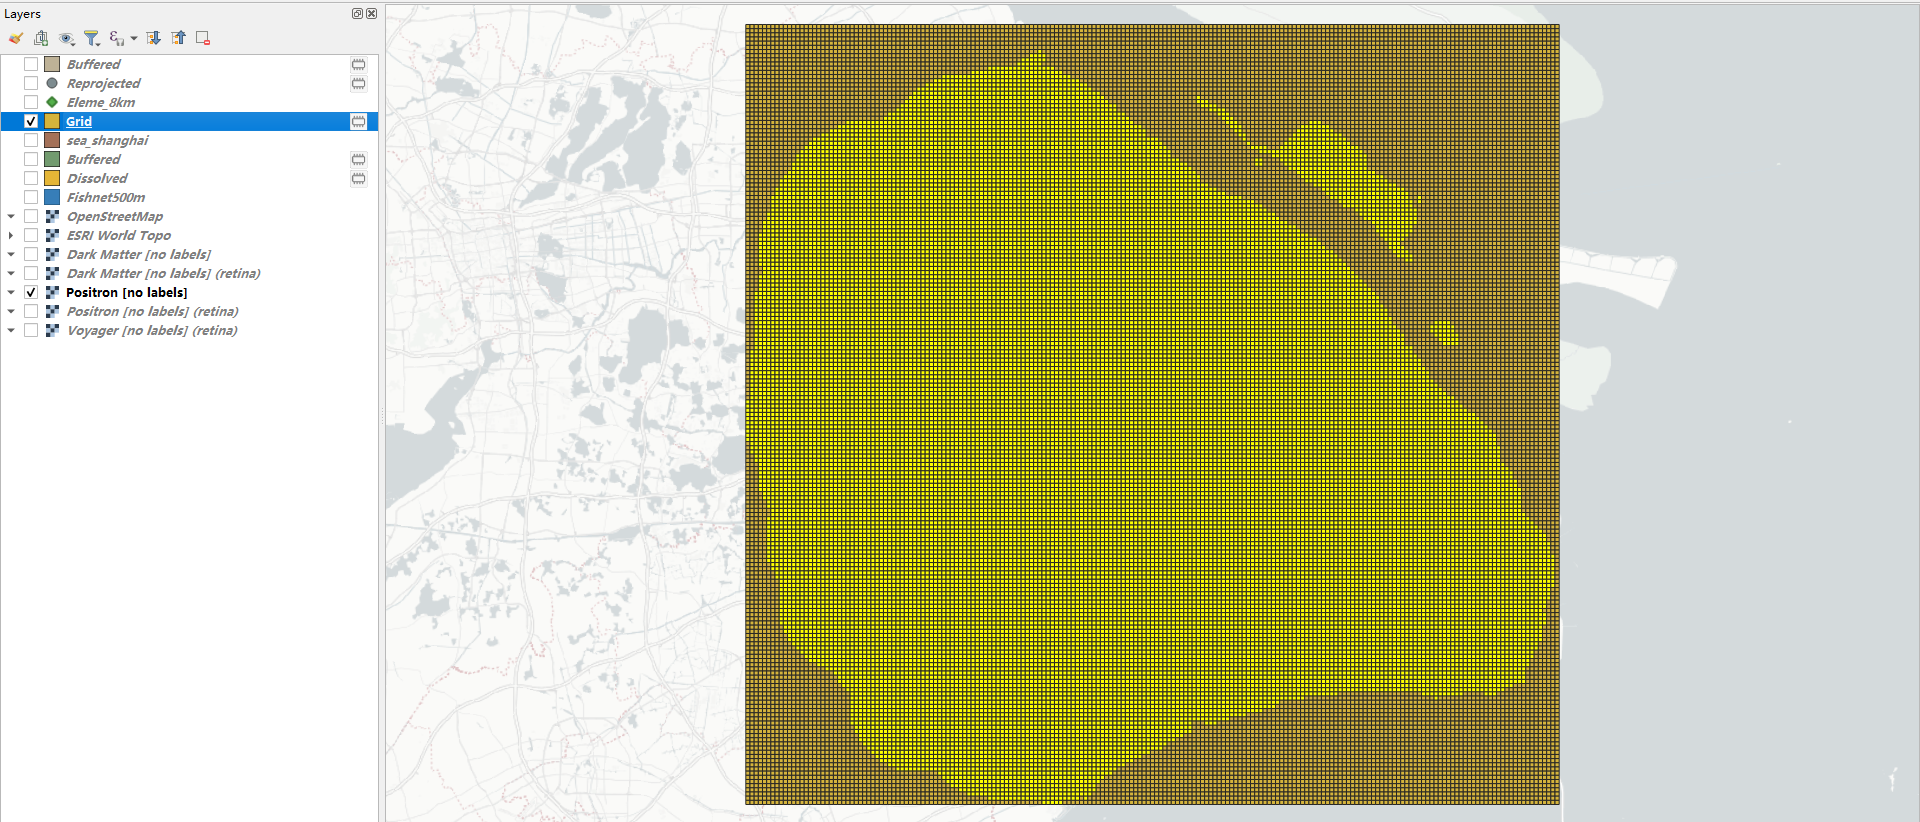 Layers
Buffered
Reprojected
Eleme_8km
Grid
sea_shanghai
Buffered
Dissolved
Fishnet500m
OpenStreetMap
ESRI World Topo
Dark Matter [no labels]
Dark Matter [no labels] (retina)
Positron [no labels]
Positron [no labels] (retina)
Voyager [no labels] (retina)